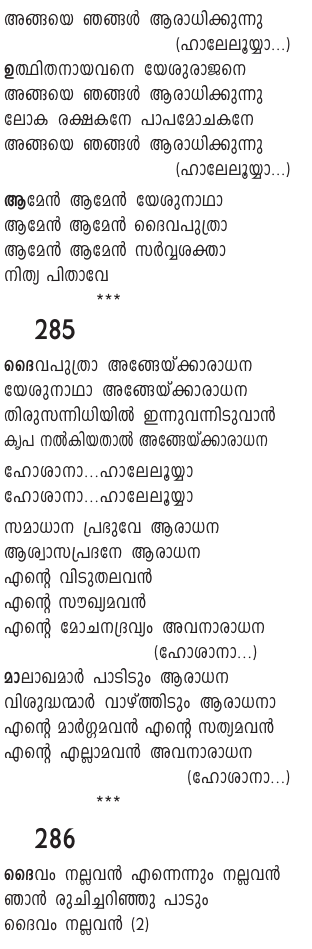 അങ്ങയെ ഞങ്ങൾ ആരാധിക്കുന്നു
(ഹാലേലൂയ്യാ...)
ഉത്ഥിതനായവനെ യേശുരാജനെ
അങ്ങയെ ഞങ്ങൾ ആരാധിക്കുന്നു
ലോക രക്ഷകനേ പാപമോചകനേ
അങ്ങയെ ഞങ്ങൾ ആരാധിക്കുന്നു
(ഹാലേലൂയ്യാ...)
ആമേൻ ആമേൻ യേശുനാഥാ
ആമേൻ ആമേൻ ദൈവപുത്രാ
ആമേൻ ആമേൻ സർവ്വശക്താ
നിത്യ പിതാവേ
***
285
ദൈവപുത്രാ അങ്ങേയ്ക്കാരാധന
യേശുനാഥാ അങ്ങേയ്ക്കാരാധന
തിരുസന്നിധിയിൽ ഇന്നുവന്നിടുവാൻ
കൃപ നൽകിയതാൽ അങ്ങേയ്ക്കാരാധന
ഹോശാനാ...ഹാലേലൂയ്യാ
ഹോശാനാ...ഹാലേലൂയ്യാ
സമാധാന പ്രഭുവേ ആരാധന
ആശ്വാസപ്രദനേ ആരാധന
എന്റെ വിടുതലവൻ
എന്റെ സൗഖ്യമവൻ
എന്റെ മോചനദ്രവ്യം അവനാരാധന
(ഹോശാനാ...)
മാലാഖമാർ പാടിടും ആരാധന
വിശുദ്ധന്മാർ വാഴ്ത്തിടും ആരാധനാ
എന്റെ മാർഗ്ഗമവൻ എന്റെ സത്യമവൻ
എന്റെ എല്ലാമവൻ അവനാരാധന
(ഹോശാനാ...)
***
286
ദൈവം നല്ലവൻ എന്നെന്നും നല്ലവൻ
ഞാൻ രുചിച്ചറിഞ്ഞു പാടും
ദൈവം നല്ലവൻ (2)